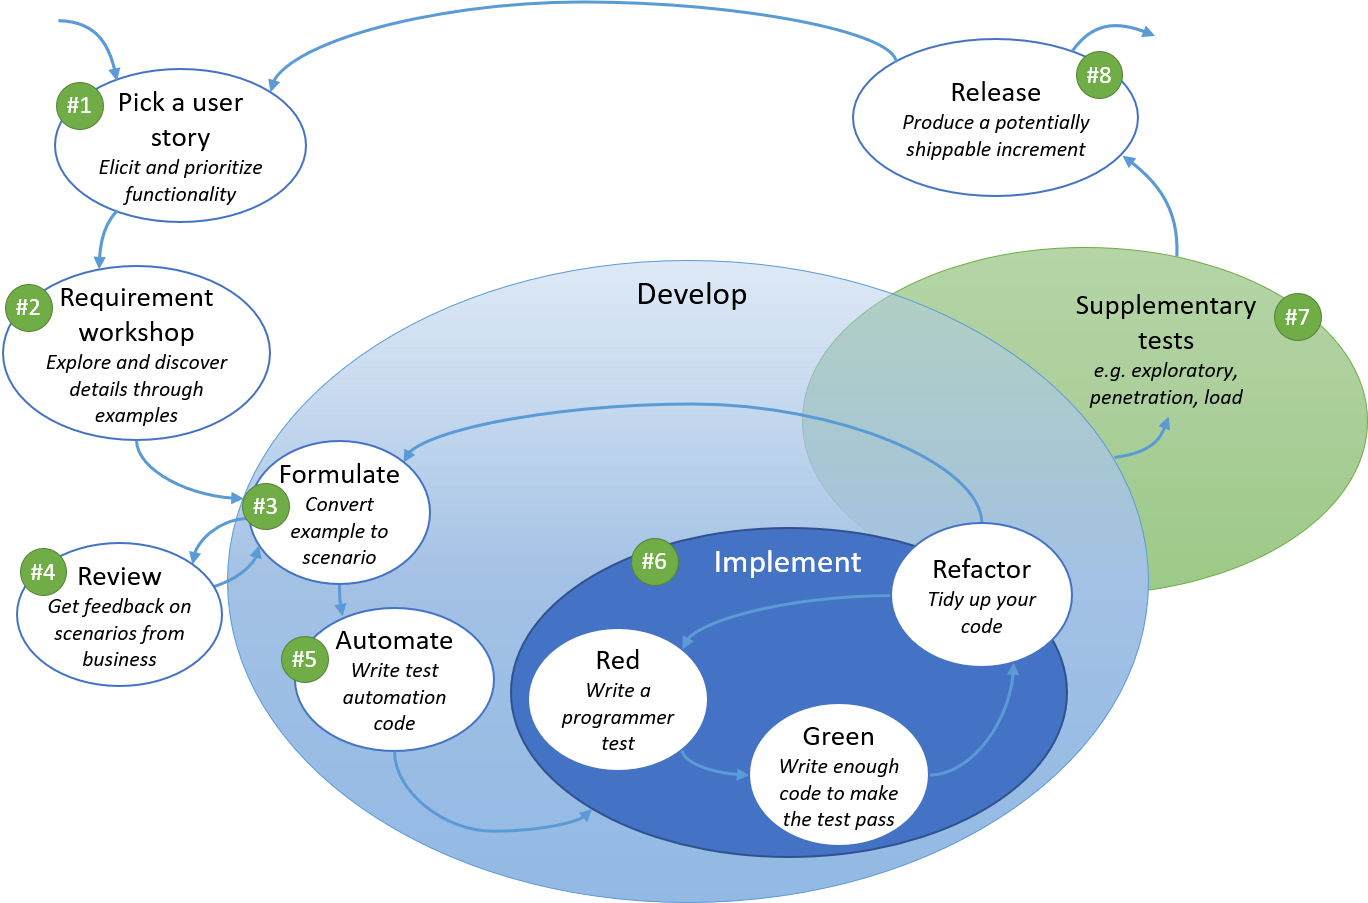 #1
Pick a user
story
Elicit and prioritize
functionality
#2
Requirement
workshop
Explore and discover
details through
examples
#3
Formulate
Convert
example to
scenario
#4
Review
Get feedback on
scenarios from
business
#5
Automate
Write test
automation
code
Develop
#6
Implement
Red
Write a
programmer
test
Green
Write enough
code to make
the test pass
Refactor
Tidy up your
code
#7
Supplementary
tests
e.g. exploratory,
penetration, load
#8
Release
Produce a potentially
shippable increment